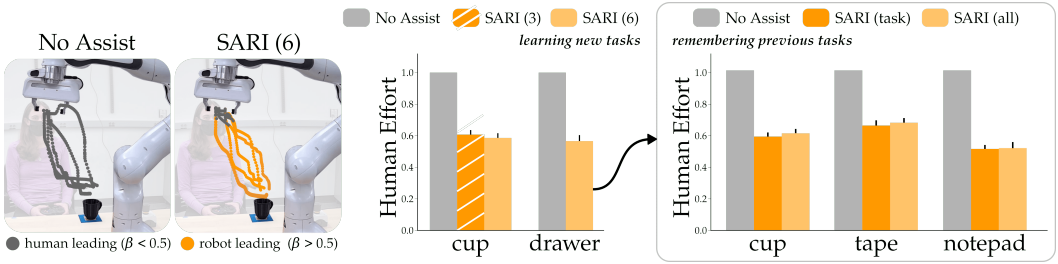 No Assist
SARI (6)
human leading (β < 0.5)
robot leading (β > 0.5)
No Assist
SARI (3)
SARI (6)
learning new tasks
Human Effort
1.0
0.8
0.6
0.4
0.2
0.0
cup
drawer
No Assist
SARI (task)
SARI (all)
remembering previous tasks
Human Effort
1.0
0.8
0.6
0.4
0.2
0.0
cup
tape
notepad